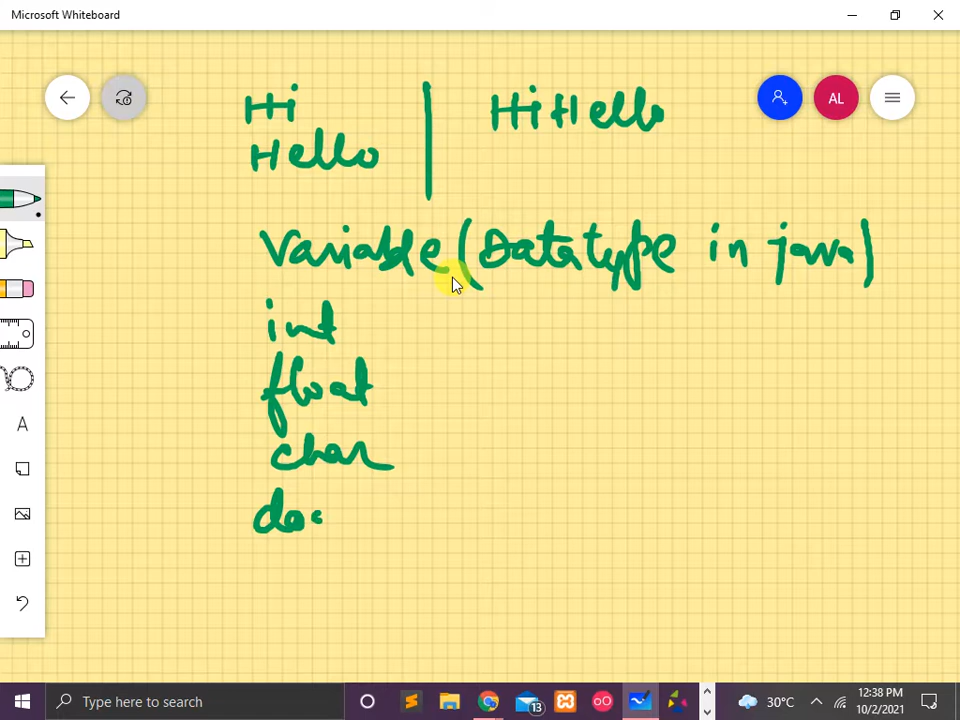 Microsoft Whiteboard
AL
Hi
Hello
HiHello
Variable (Datatype in java)
int
float
char
A
Type here to search
13
30°C
12:38 PM
10/2/2021